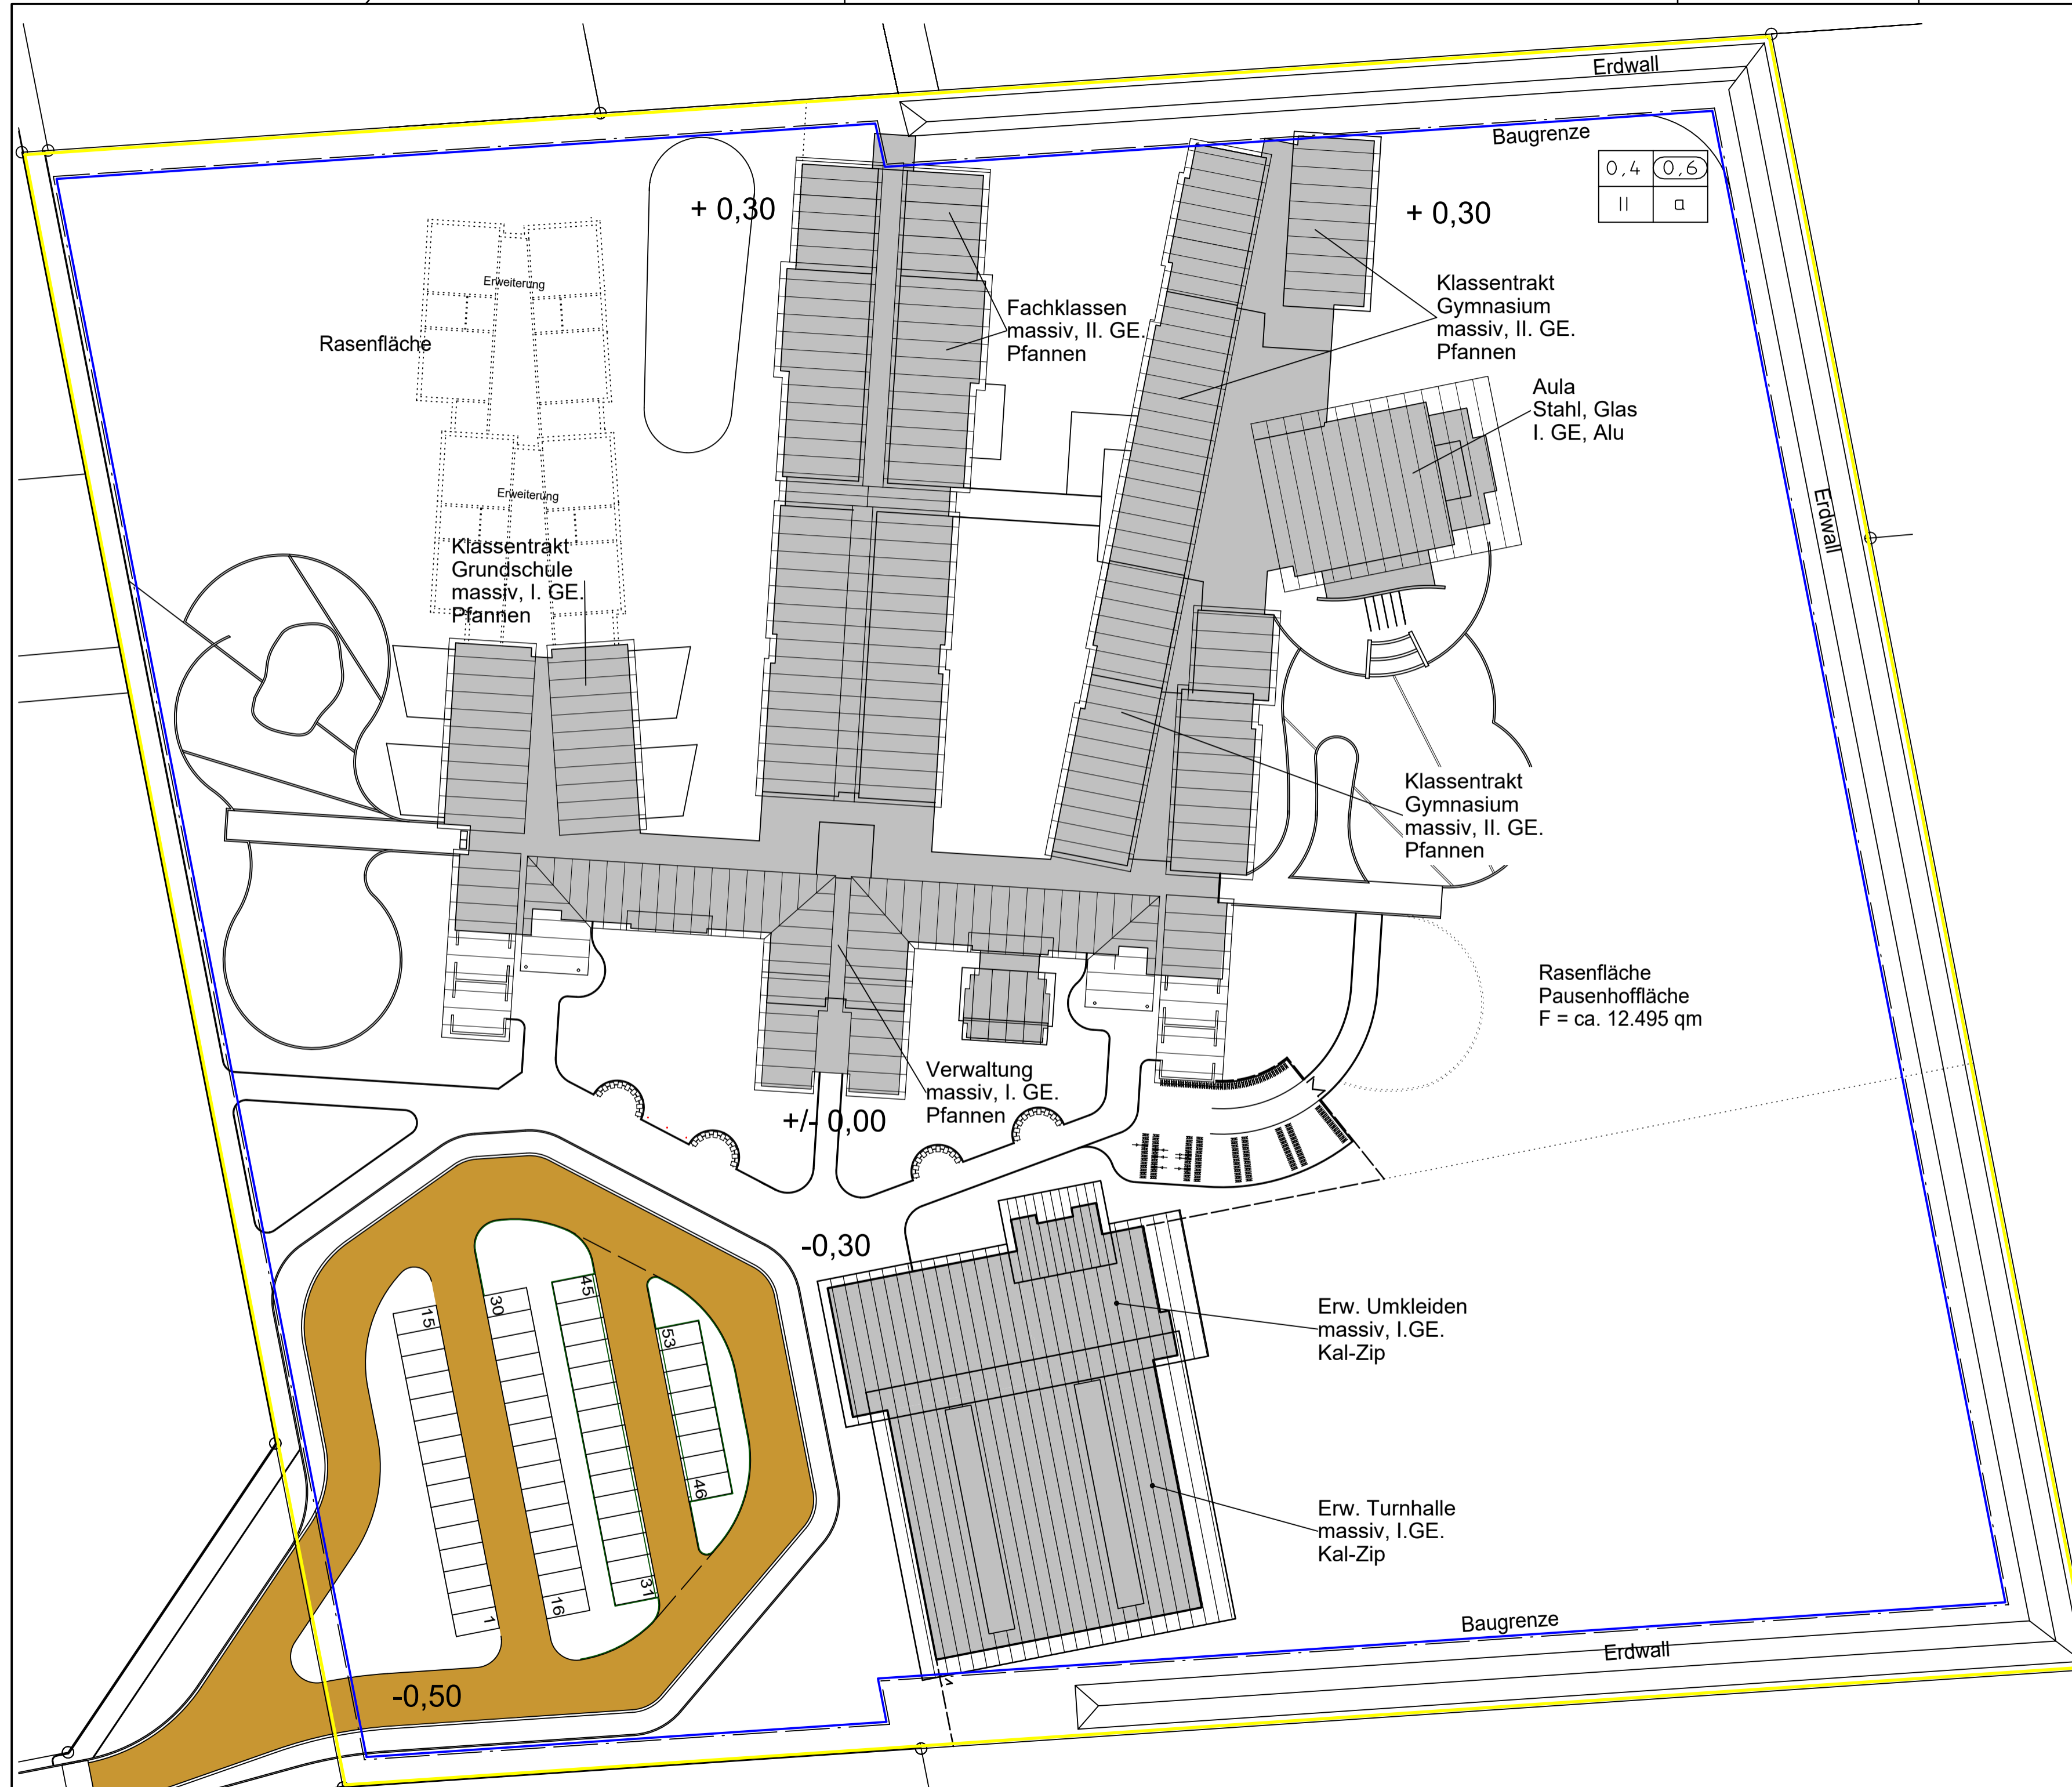 Erdwall
Baugrenze
0,4 0,6
II a
+ 0,30
+ 0,30
Erweiterung
Rasenfläche
Fachklassen
massiv, II. GE.
Pfannen
Klassentrakt
Gymnasium
massiv, II. GE.
Pfannen
Aula
Stahl, Glas
I. GE, Alu
Erdwall
Erweiterung
Klassentrakt
Grundschule
massiv, I. GE.
Pfannen
Klassentrakt
Gymnasium
massiv, II. GE.
Pfannen
Rasenfläche
Pausenhoffläche
F = ca. 12.495 qm
Verwaltung
massiv, I. GE.
Pfannen
+/- 0,00
-0,30
15
30
45
53
46
31
16
1
Erw. Umkleiden
massiv, I.GE.
Kal-Zip
Erw. Turnhalle
massiv, I.GE.
Kal-Zip
Baugrenze
Erdwall
-0,50